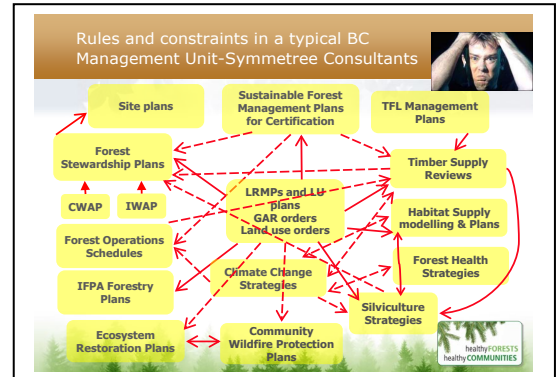 Rules and constraints in a typical BC
Management Unit-Symmetree Consultants
Site plans
Sustainable Forest
Management Plans
for Certification
TFL Management
Plans
Forest
Stewardship Plans
Timber Supply
Reviews
LRMPs and LU
plans
GAR orders
Land use orders
CWAP
IWAP
Habitat Supply
modelling & Plans
Forest Operations
Schedules
Forest Health
Strategies
Climate Change
Strategies
IFPA Forestry
Plans
Silviculture
Strategies
Ecosystem
Restoration Plans
Community
Wildfire Protection
Plans
healthyFORESTS
healthyCOMMUNITIES